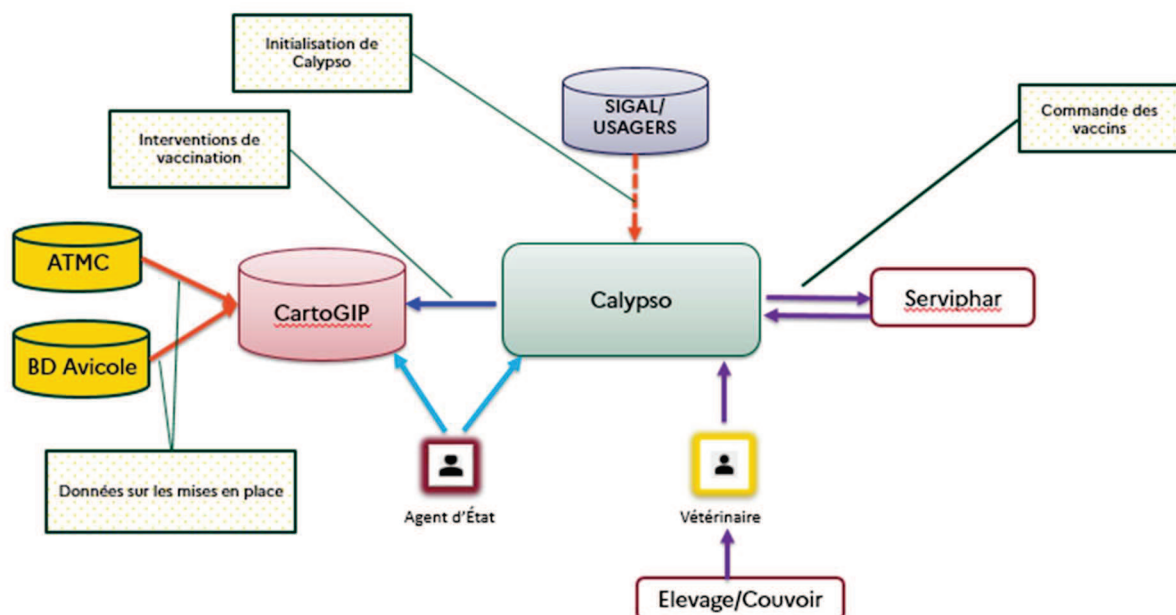 Initialisation de
Calypso
SIGAL/
USAGERS
Commande des
vaccins
Interventions de
vaccination
ATMC
CartoGIP
Calypso
Serviphar
BD Avicole
Données sur les mises en place
Agent d'État
Vétérinaire
Elevage/Couvoir